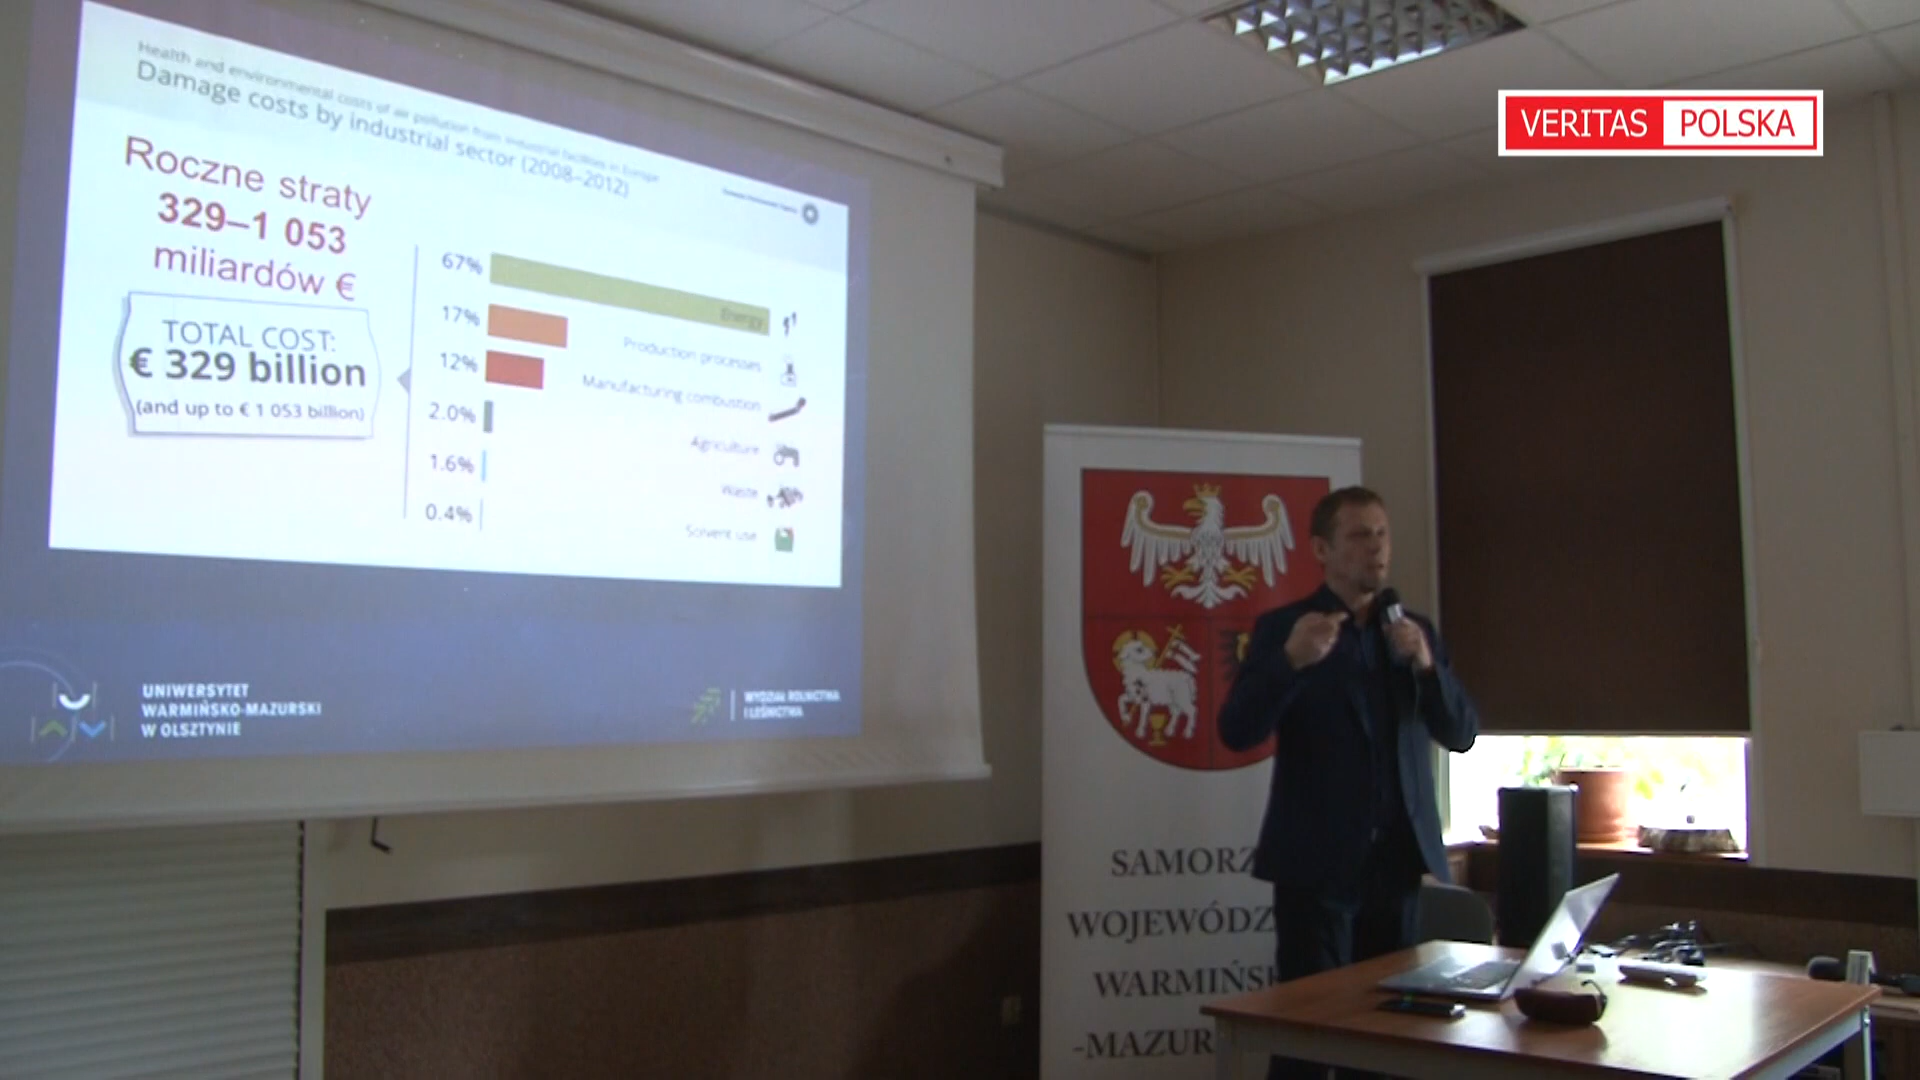 Health and environmental costs of air pollution from industrial facilities in Europe
Damage costs by industrial sector (2008–2012)
Roczne straty
329–1 053
miliardów €
TOTAL COST:
€ 329 billion
(and up to € 1 053 billion)
67% Energy
17% Production processes
12% Manufacturing combustion
2.0% Agriculture
1.6% Waste
0.4% Solvent use
UNIWERSYTET
WARMIŃSKO-MAZURSKI
W OLSZTYNIE
WYDZIAŁ ROLNICTWA
I LEŚNICTWA
VERITAS POLSKA
SAMORZ
WOJEWÓDZ
WARMIŃSK
-MAZUR